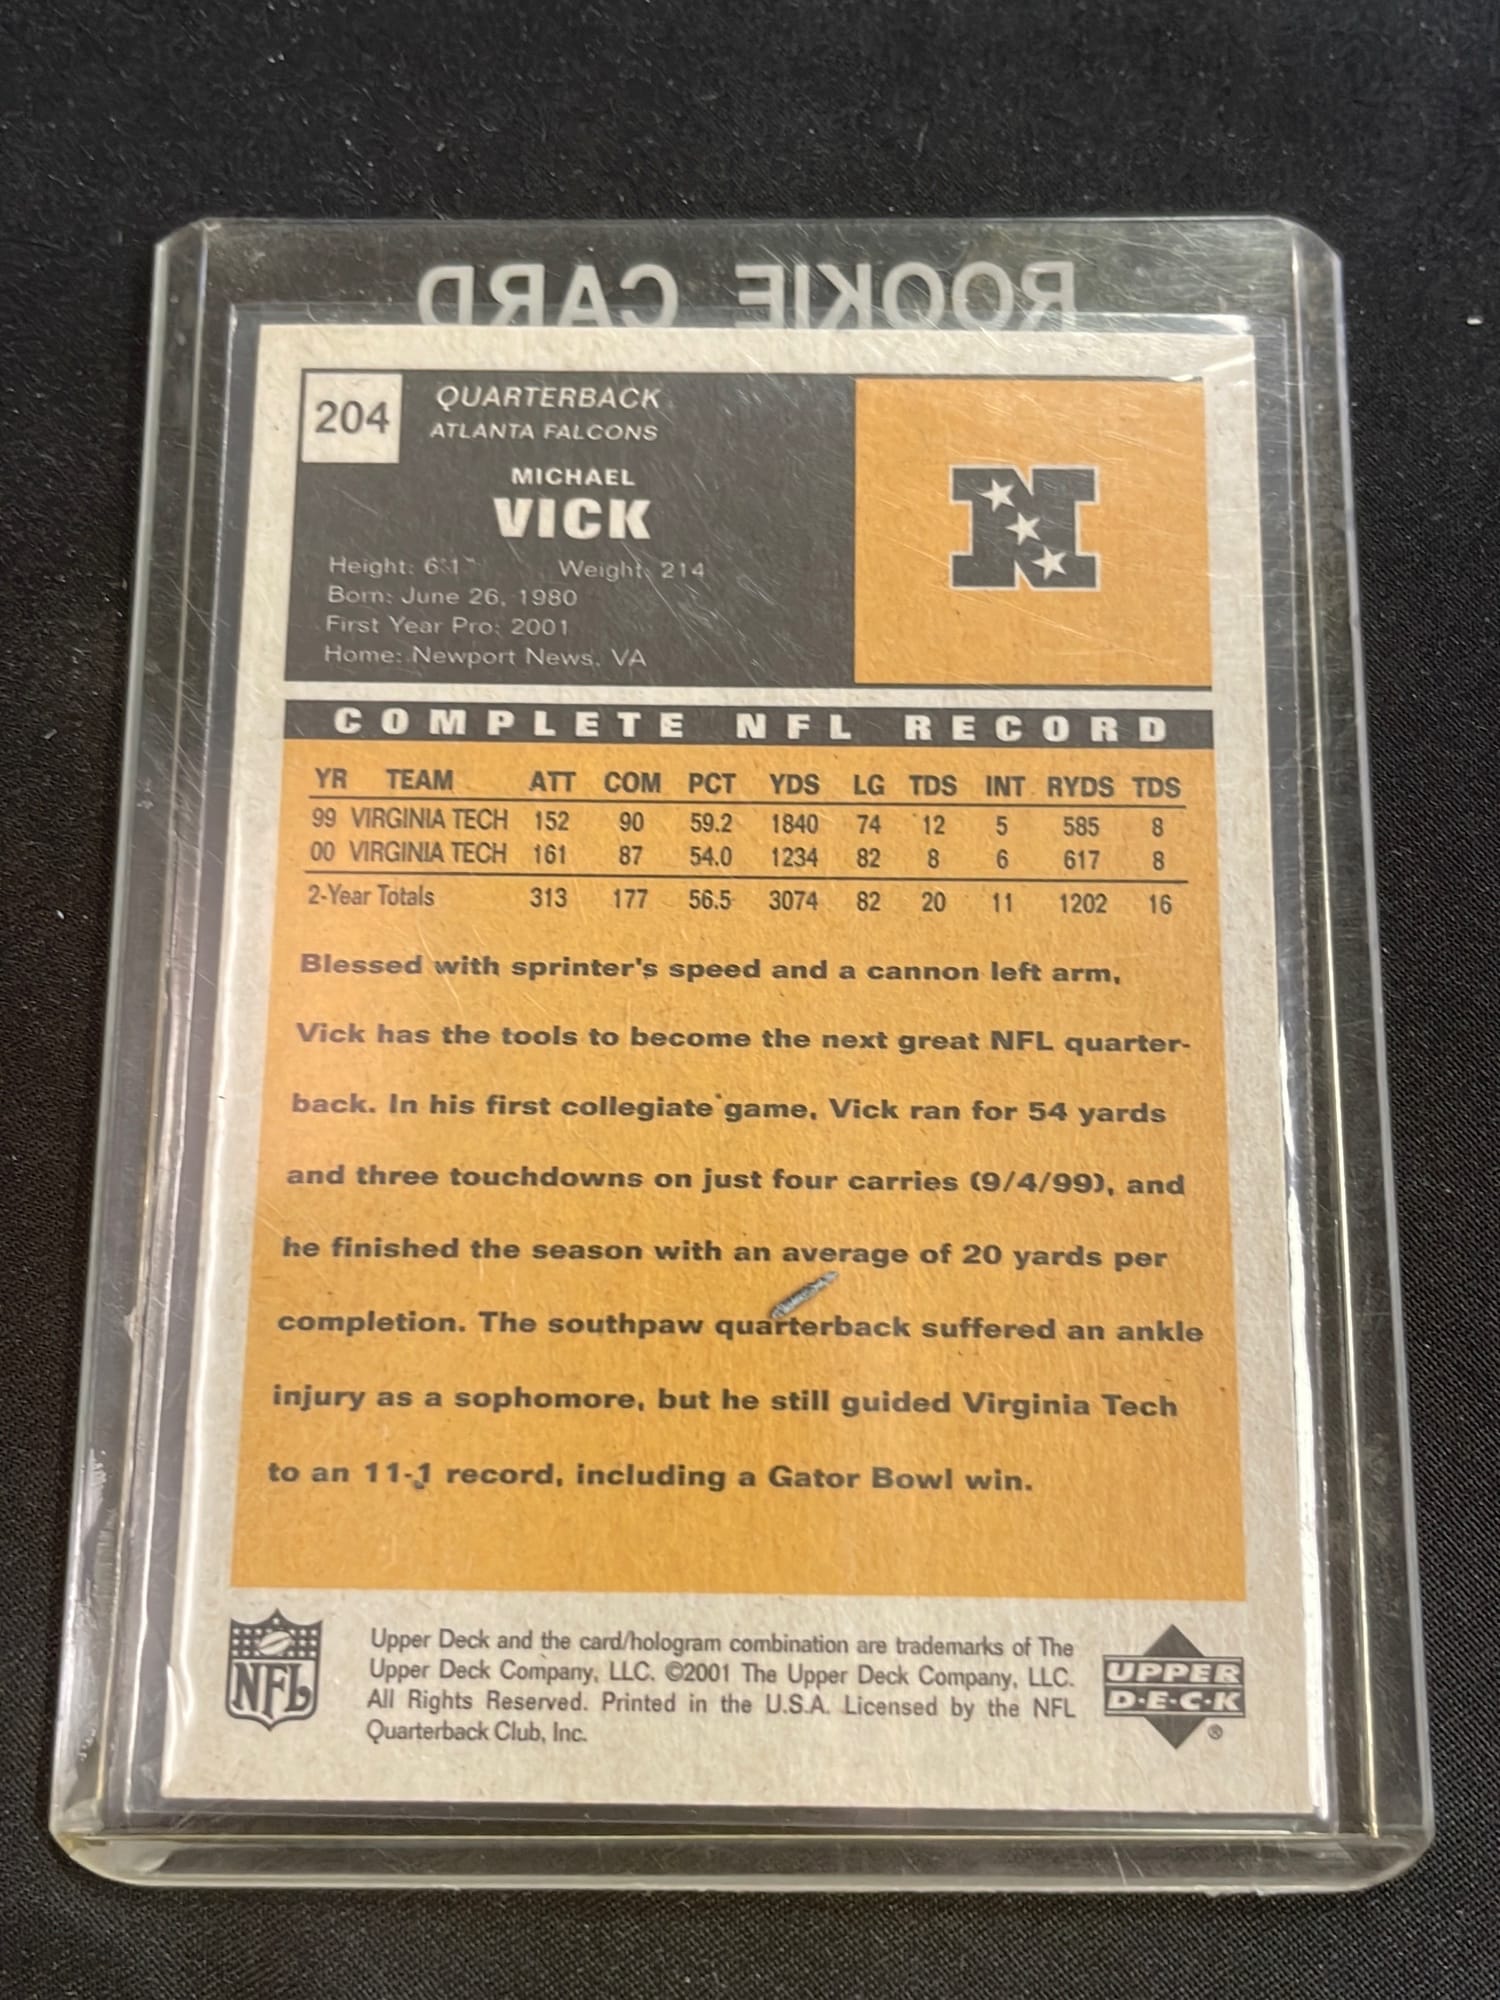 ROOKIE CARD
204
QUARTERBACK
ATLANTA FALCONS
MICHAEL
VICK
N
Height: 6'1" Weight: 214
Born: June 26, 1980
First Year Pro: 2001
Home: Newport News, VA
COMPLETE NFL RECORD
YR TEAM ATT COM PCT YDS LG TDS INT RYDS TDS
99 VIRGINIA TECH 152 90 59.2 1840 74 12 5 585 8
00 VIRGINIA TECH 161 87 54.0 1234 82 8 6 617 8
2-Year Totals 313 177 56.5 3074 82 20 11 1202 16
Blessed with sprinter's speed and a cannon left arm,
Vick has the tools to become the next great NFL quarter-
back. In his first collegiate game, Vick ran for 54 yards
and three touchdowns on just four carries (9/4/99), and
he finished the season with an average of 20 yards per
completion. The southpaw quarterback suffered an ankle
injury as a sophomore, but he still guided Virginia Tech
to an 11-1 record, including a Gator Bowl win.
NFL
Upper Deck and the card/hologram combination are trademarks of The
Upper Deck Company, LLC. ©2001 The Upper Deck Company, LLC.
All Rights Reserved. Printed in the U.S.A. Licensed by the NFL
Quarterback Club, Inc.
UPPER
D·E·C·K
®